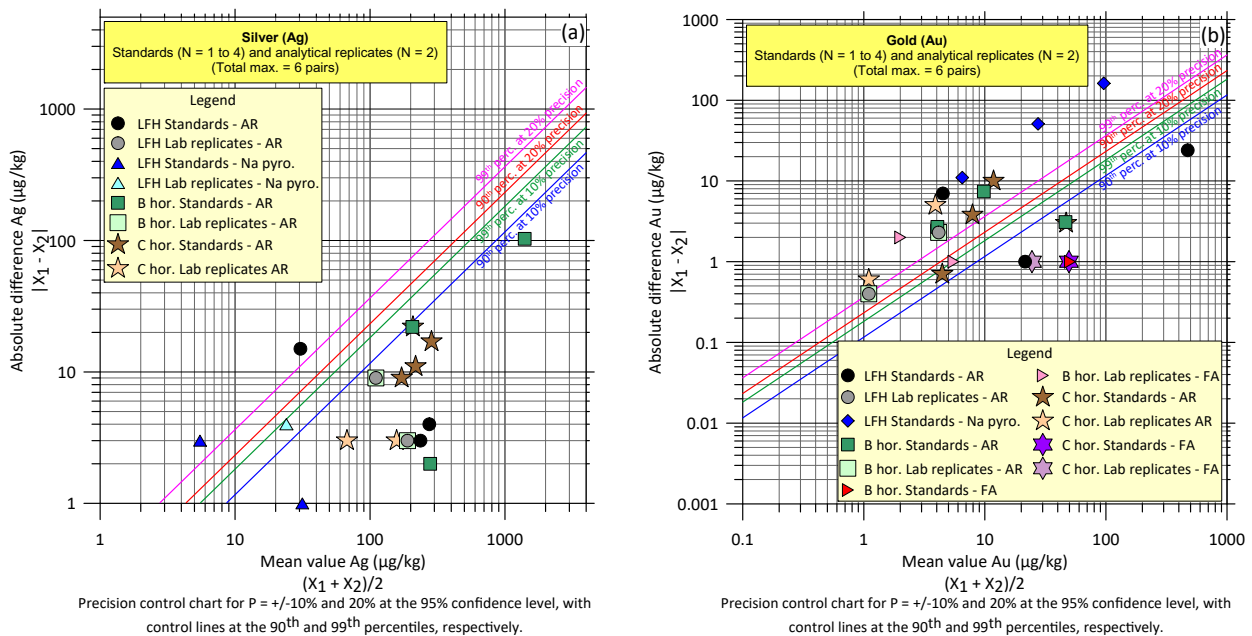 (a)
Silver (Ag)
Standards (N = 1 to 4) and analytical replicates (N = 2)
(Total max. = 6 pairs)
Legend
LFH Standards - AR
LFH Lab replicates - AR
LFH Standards - Na pyro.
LFH Lab replicates - Na pyro.
B hor. Standards - AR
B hor. Lab replicates - AR
C hor. Standards - AR
C hor. Lab replicates AR
99th perc. at 20% precision
90th perc. at 20% precision
99th perc. at 10% precision
90th perc. at 10% precision
Absolute difference Ag (µg/kg)
|X1 - X2|
1000
100
10
1
1
10
100
1000
Mean value Ag (µg/kg)
(X1 + X2)/2
Precision control chart for P = +/-10% and 20% at the 95% confidence level, with
control lines at the 90th and 99th percentiles, respectively.
(b)
Gold (Au)
Standards (N = 1 to 4) and analytical replicates (N = 2)
(Total max. = 6 pairs)
99th perc. at 20% precision
90th perc. at 20% precision
99th perc. at 10% precision
90th perc. at 10% precision
Legend
LFH Standards - AR
LFH Lab replicates - AR
LFH Standards - Na pyro.
B hor. Standards - AR
B hor. Lab replicates - AR
B hor. Standards - FA
B hor. Lab replicates - FA
C hor. Standards - AR
C hor. Lab replicates AR
C hor. Standards - FA
C hor. Lab replicates - FA
Absolute difference Au (µg/kg)
|X1 - X2|
1000
100
10
1
0.1
0.01
0.001
0.1
1
10
100
1000
Mean value Au (µg/kg)
(X1 + X2)/2
Precision control chart for P = +/-10% and 20% at the 95% confidence level, with
control lines at the 90th and 99th percentiles, respectively.